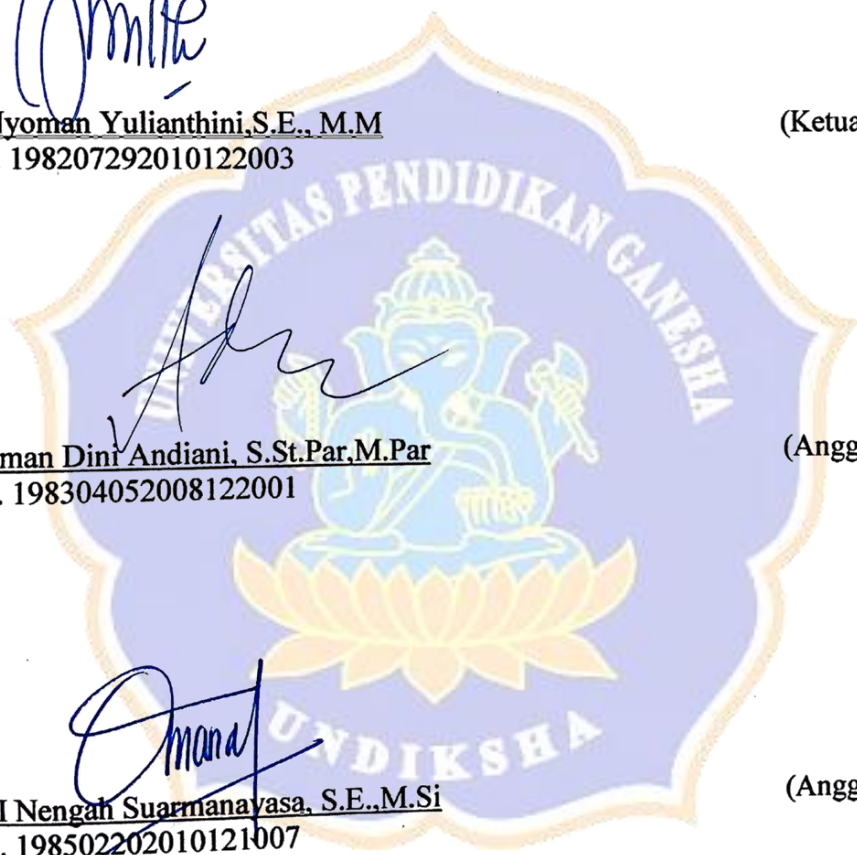 Nyoman Yulianthini,S.E., M.M
(Ketua
198207292010122003
UNIVERSITAS PENDIDIKAN GANESHA
man Dini Andiani, S.St.Par,M.Par
(Angg
. 198304052008122001
UNDIKSHA
I Nengah Suarmanayasa, S.E.,M.Si
(Angg
. 198502202010121007